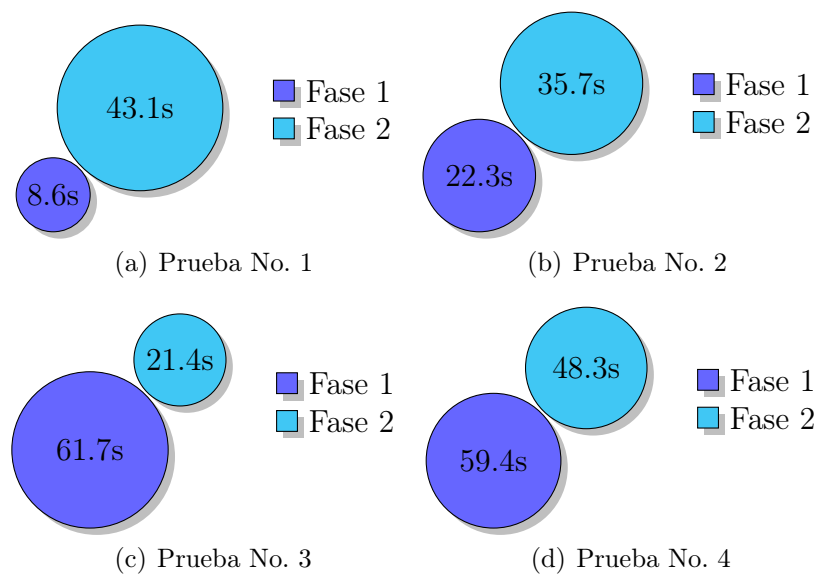 43.1s
8.6s
Fase 1
Fase 2
(a) Prueba No. 1
35.7s
22.3s
Fase 1
Fase 2
(b) Prueba No. 2
21.4s
61.7s
Fase 1
Fase 2
(c) Prueba No. 3
48.3s
59.4s
Fase 1
Fase 2
(d) Prueba No. 4